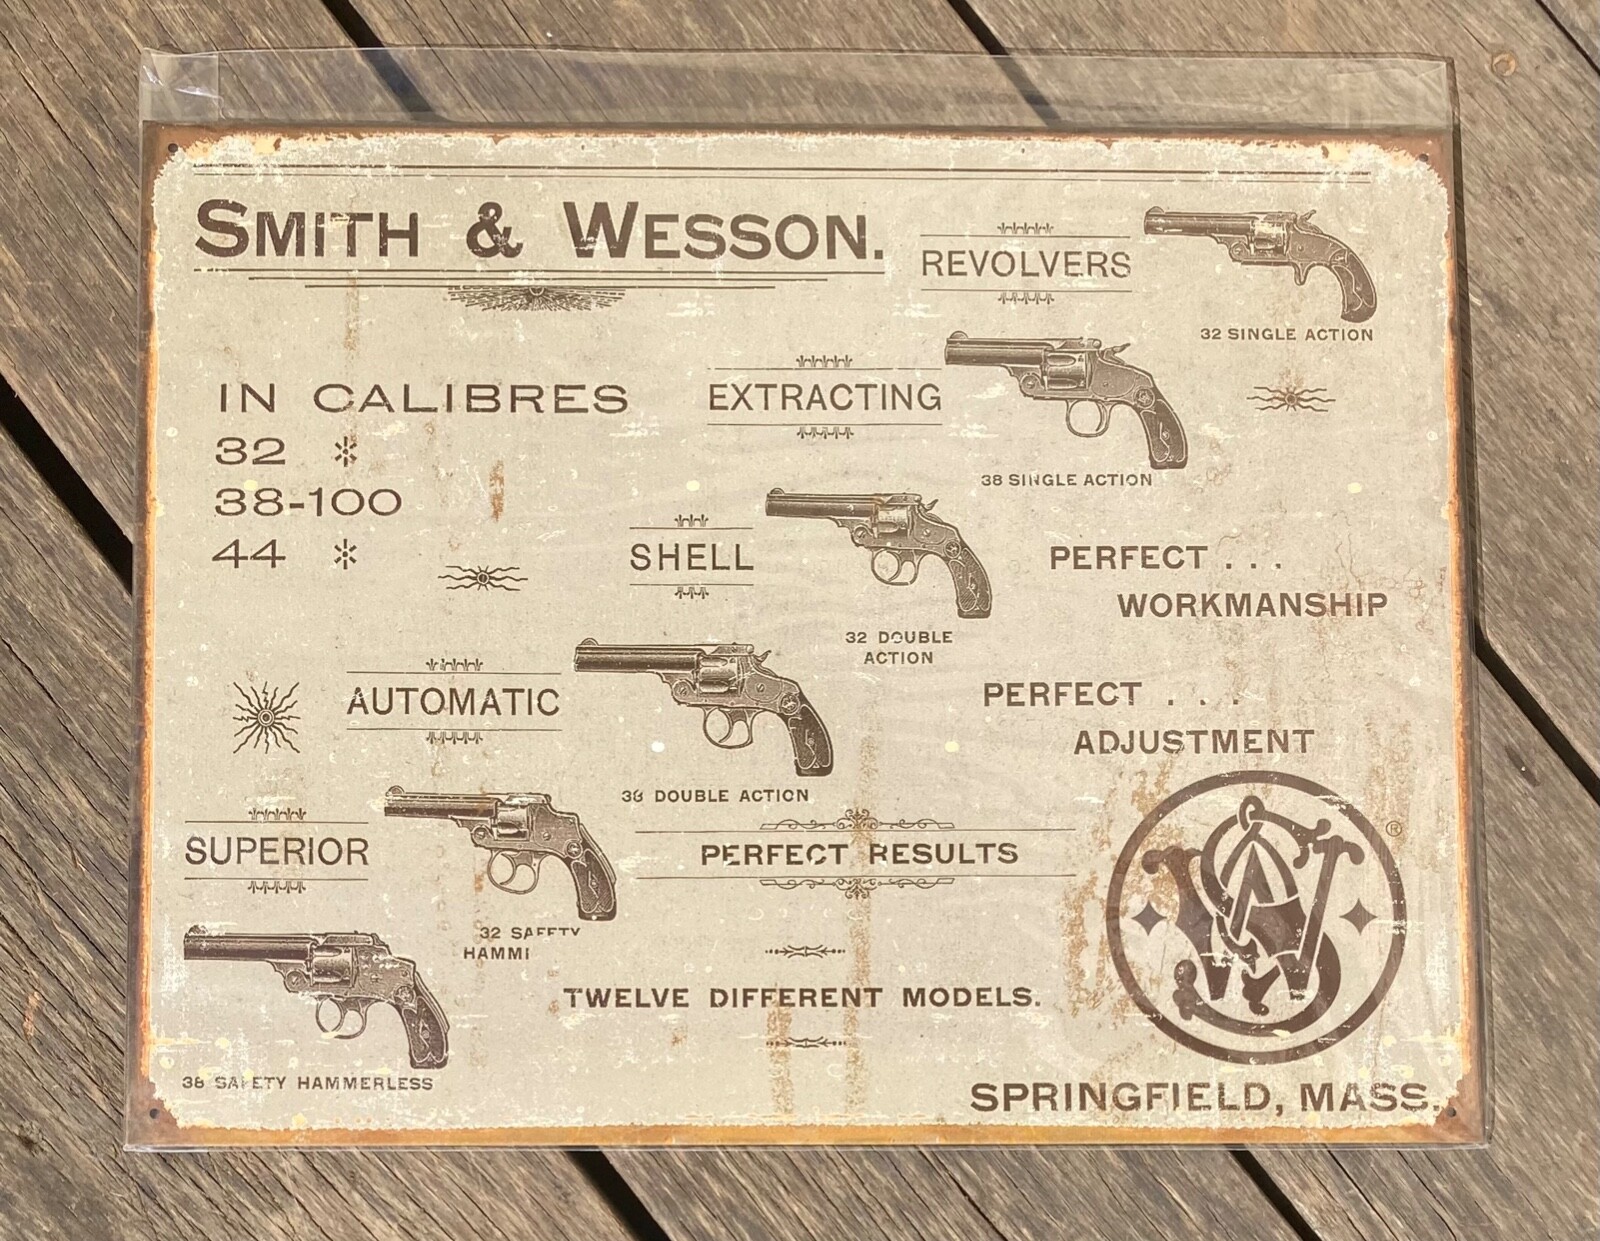 SMITH & WESSON.
REVOLVERS
32 SINGLE ACTION
IN CALIBRES
32 *
38-100
44 *
EXTRACTING
38 SINGLE ACTION
SHELL
32 DOUBLE
ACTION
PERFECT . . .
WORKMANSHIP
AUTOMATIC
38 DOUBLE ACTION
PERFECT . . .
ADJUSTMENT
SUPERIOR
32 SAFETY
HAMMI
PERFECT RESULTS
38 SAFETY HAMMERLESS
TWELVE DIFFERENT MODELS.
SW
®
SPRINGFIELD, MASS.